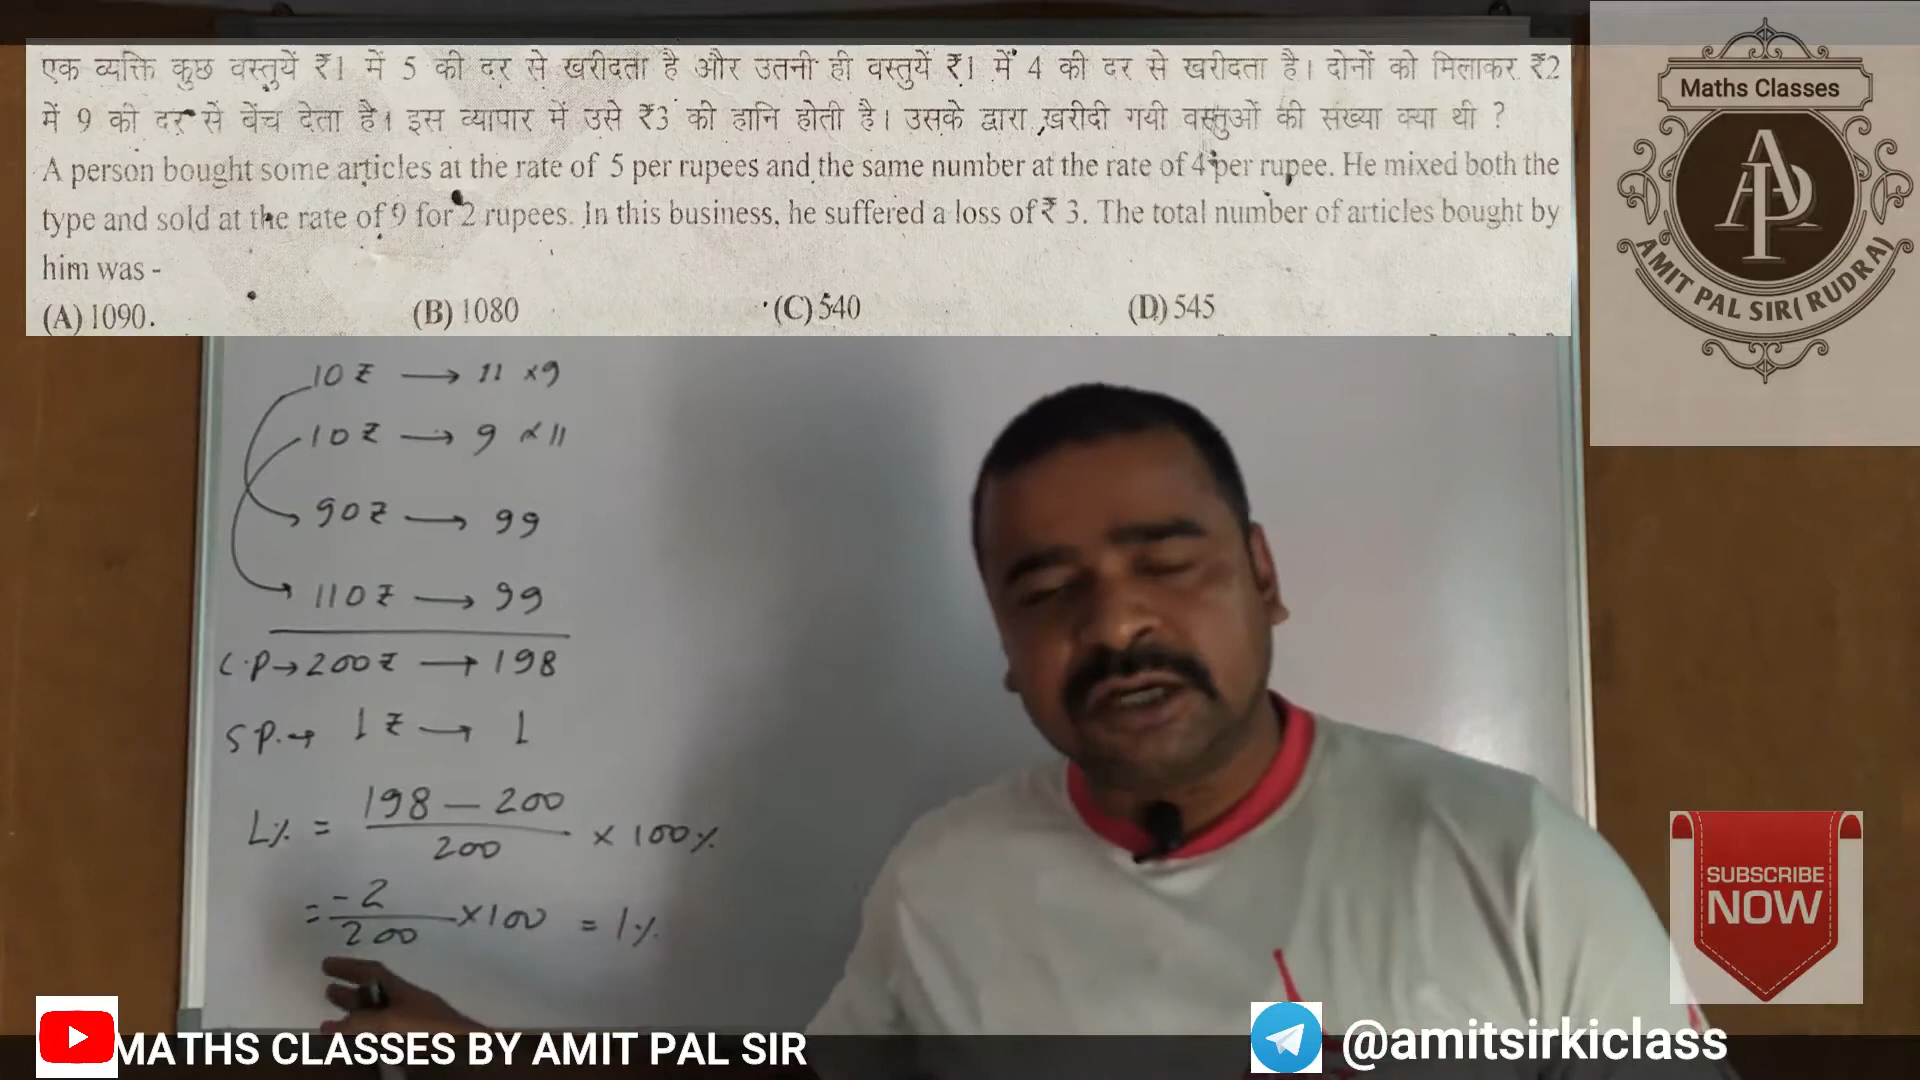 एक व्यक्ति कुछ वस्तुयें ₹1 में 5 की दर से खरीदता है और उतनी ही वस्तुयें ₹1 में 4 की दर से खरीदता है। दोनों को मिलाकर ₹2
में 9 की दर से बेंच देता है। इस व्यापार में उसे ₹3 की हानि होती है। उसके द्वारा खरीदी गयी वस्तुओं की संख्या क्या थी ?
A person bought some articles at the rate of 5 per rupees and the same number at the rate of 4 per rupee. He mixed both the
type and sold at the rate of 9 for 2 rupees. In this business, he suffered a loss of ₹ 3. The total number of articles bought by
him was -
(A) 1090. (B) 1080 (C) 540 (D) 545
Maths Classes
AP
AMIT PAL SIR( RUDRA)
10₹ → 11 ×9
10₹ → 9 ×11
90₹ → 99
110₹ → 99
C.P→200₹ → 198
S P.→ 1₹ → 1
L% = 198 — 200
200
× 100%
= -2
200
×100 = 1%
SUBSCRIBE
NOW
MATHS CLASSES BY AMIT PAL SIR
@amitsirkiclass